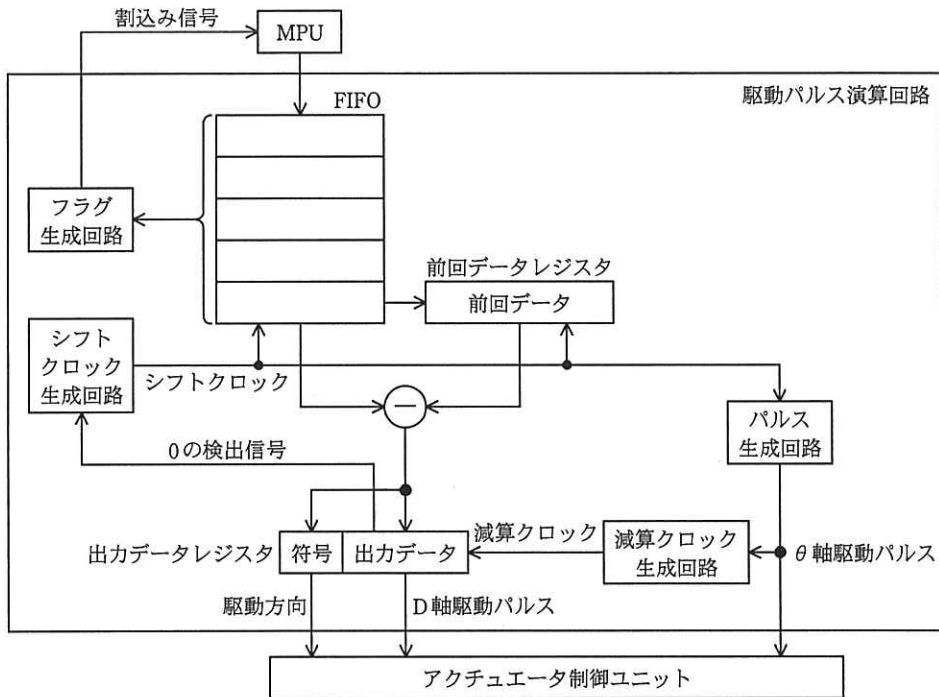 割込み信号
MPU
駆動パルス演算回路
FIFO
フラグ
生成回路
前回データレジスタ
前回データ
シフト
クロック
生成回路
シフトクロック
−
パルス
生成回路
0の検出信号
出力データレジスタ
符号
出力データ
減算クロック
減算クロック
生成回路
θ軸駆動パルス
駆動方向
D軸駆動パルス
アクチュエータ制御ユニット